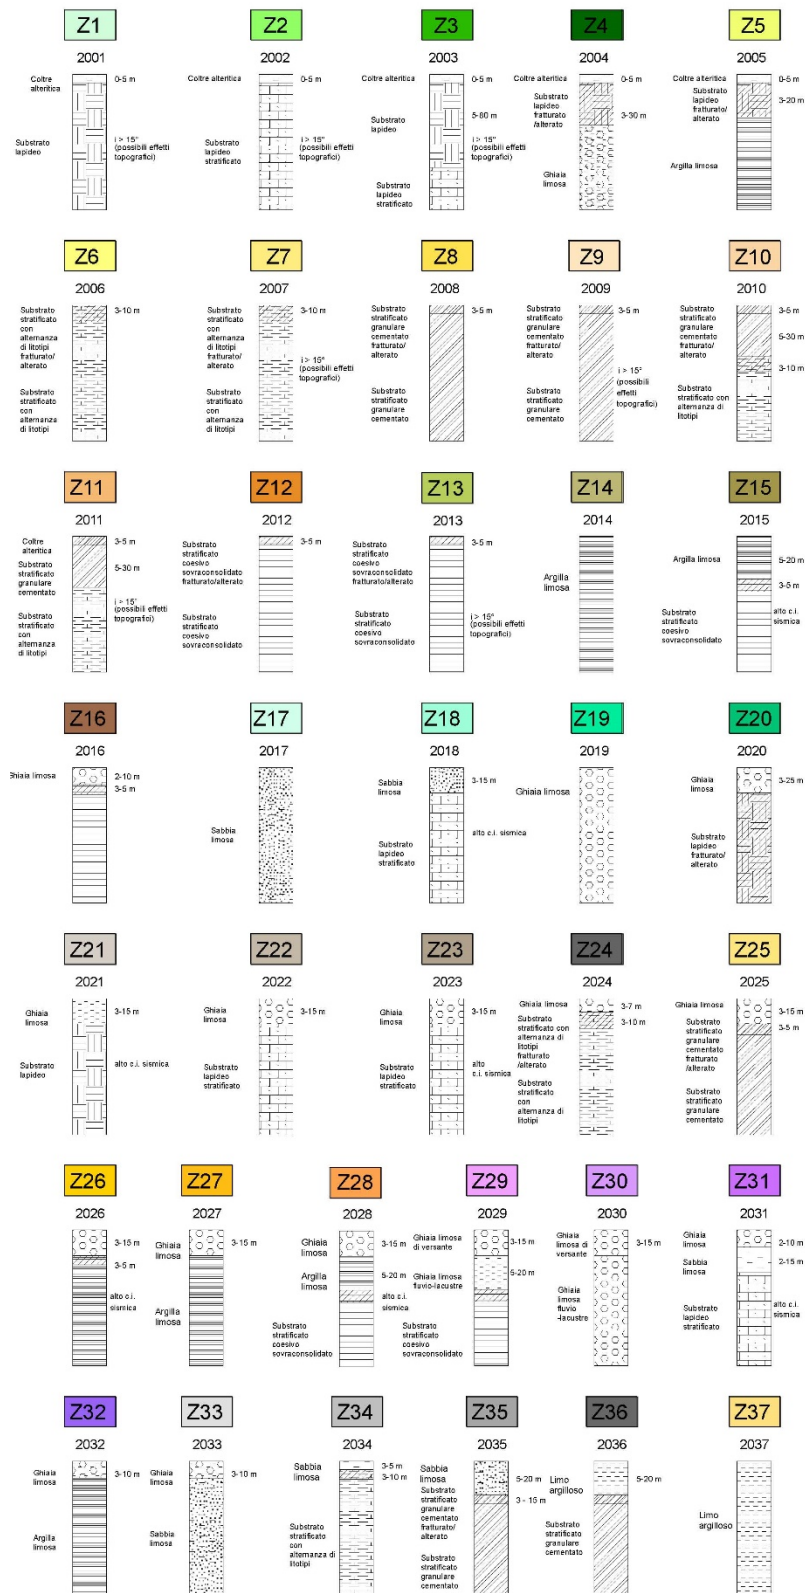 Z1
2001
Coltre
alteritica
0-5 m
Substrato
lapideo
i > 15°
(possibili effetti
topografici)
Z2
2002
Coltre alteritica
0-5 m
Substrato
lapideo
stratificato
i > 15°
(possibili effetti
topografici)
Z3
2003
Coltre alteritica
0-5 m
Substrato
lapideo
5-80 m
i > 15°
(possibili effetti
topografici)
Substrato
lapideo
stratificato
Z4
2004
Coltre alteritica
0-5 m
Substrato
lapideo
fratturato
/alterato
3-30 m
Ghiaia
limosa
Z5
2005
Coltre alteritica
0-5 m
Substrato
lapideo
fratturato/
alterato
3-20 m
Argilla limosa
Z6
2006
Substrato
stratificato
con
alternanza
di litotipi
fratturato/
alterato
3-10 m
Substrato
stratificato
con
alternanza
di litotipi
Z7
2007
Substrato
stratificato
con
alternanza
di litotipi
fratturato/
alterato
3-10 m
i > 15°
(possibili effetti
topografici)
Substrato
stratificato
con
alternanza
di litotipi
Z8
2008
Substrato
stratificato
granulare
cementato
fratturato/
alterato
3-5 m
Substrato
stratificato
granulare
cementato
Z9
2009
Substrato
stratificato
granulare
cementato
fratturato/
alterato
3-5 m
i > 15°
(possibili
effetti
topografici)
Substrato
stratificato
granulare
cementato
Z10
2010
Substrato
stratificato
granulare
cementato
fratturato/
alterato
3-5 m
5-30 m
3-10 m
Substrato
stratificato con
alternanza di
litotipi
Z11
2011
Coltre
alteritica
3-5 m
Substrato
stratificato
granulare
cementato
5-30 m
i > 15°
(possibili effetti
topografici)
Substrato
stratificato
con
alternanza
di litotipi
Z12
2012
Substrato
stratificato
coesivo
sovraconsolidato
fratturato/alterato
3-5 m
Substrato
stratificato
coesivo
sovraconsolidato
Z13
2013
Substrato
stratificato
coesivo
sovraconsolidato
fratturato/alterato
3-5 m
i > 15°
(possibili effetti
topografici)
Substrato
stratificato
coesivo
sovraconsolidato
Z14
2014
Argilla
limosa
Z15
2015
Argilla limosa
5-20 m
3-5 m
Substrato
stratificato
coesivo
sovraconsolidato
alto c.i.
sismica
Z16
2016
Ghiaia limosa
2-10 m
3-5 m
Z17
2017
Sabbia
limosa
Z18
2018
Sabbia
limosa
3-15 m
Substrato
lapideo
stratificato
alto c.i. sismica
Z19
2019
Ghiaia limosa
Z20
2020
Ghiaia
limosa
3-25 m
Substrato
lapideo
fratturato/
alterato
Z21
2021
Ghiaia
limosa
3-15 m
Substrato
lapideo
alto c.i. sismica
Z22
2022
Ghiaia
limosa
3-15 m
Substrato
lapideo
stratificato
Z23
2023
Ghiaia
limosa
3-15 m
Substrato
lapideo
stratificato
alto
c.i. sismica
Z24
2024
Ghiaia limosa
3-7 m
Substrato
stratificato con
alternanza di
litotipi
fratturato
/alterato
3-10 m
Substrato
stratificato
con
alternanza di
litotipi
Z25
2025
Ghiaia limosa
3-15 m
Substrato
stratificato
granulare
cementato
fratturato
/alterato
3-5 m
Substrato
stratificato
granulare
cementato
Z26
2026
3-15 m
3-5 m
alto c.i.
sismica
Z27
2027
Ghiaia
limosa
3-15 m
Argilla
limosa
Z28
2028
Ghiaia
limosa
3-15 m
Argilla
limosa
5-20 m
alto c.i.
sismica
Substrato
stratificato
coesivo
sovraconsolidato
Z29
2029
Ghiaia limosa
di versante
3-15 m
Ghiaia limosa
fluvio-lacustre
5-20 m
Substrato
stratificato
coesivo
sovraconsolidato
Z30
2030
Ghiaia
limosa di
versante
3-15 m
Ghiaia
limosa
fluvio
-lacustre
Z31
2031
Ghiaia
limosa
2-10 m
Sabbia
limosa
2-15 m
Substrato
lapideo
stratificato
alto c.i.
sismica
Z32
2032
Ghiaia
limosa
3-10 m
Argilla
limosa
Z33
2033
Ghiaia
limosa
3-10 m
Sabbia
limosa
Z34
2034
Sabbia
limosa
3-5 m
3-10 m
Substrato
stratificato
con
alternanza di
litotipi
Z35
2035
Sabbia
limosa
5-20 m
Substrato
stratificato
granulare
cementato
fratturato/
alterato
3 - 15 m
Substrato
stratificato
granulare
cementato
Z36
2036
Limo
argilloso
5-20 m
Substrato
stratificato
granulare
cementato
Z37
2037
Limo
argilloso